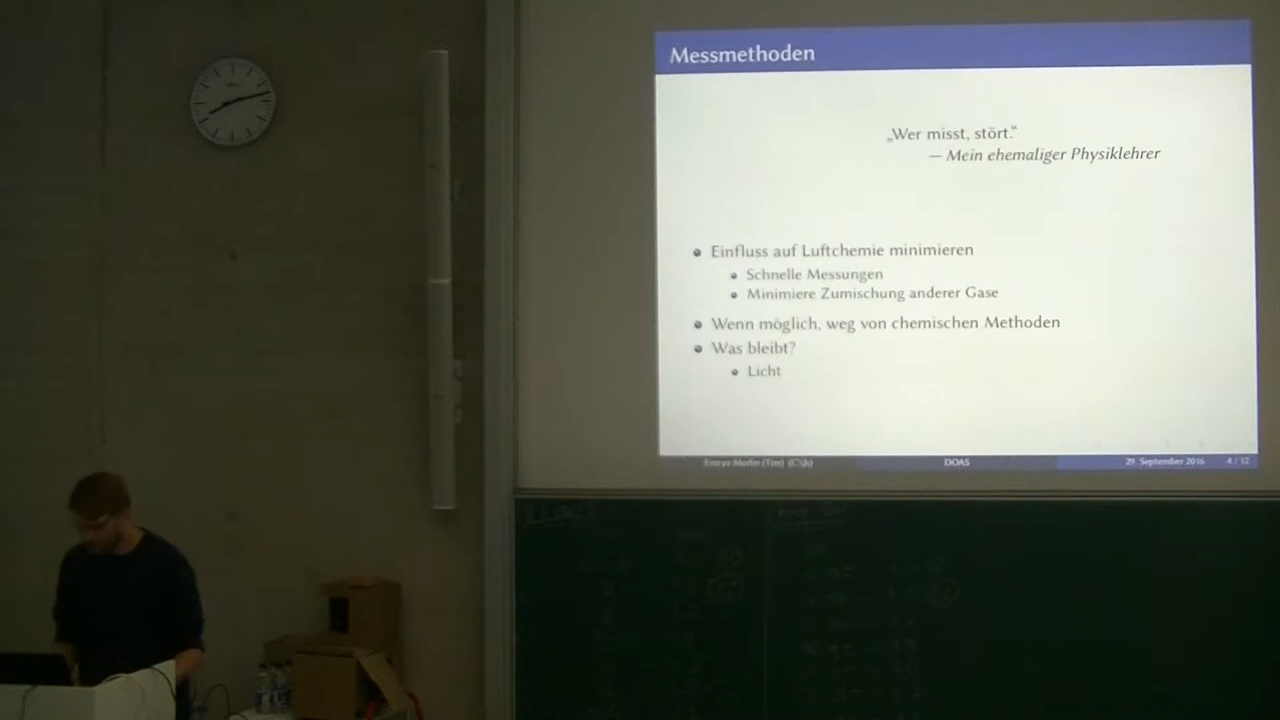 Messmethoden
„Wer misst, stört.“
— Mein ehemaliger Physiklehrer
Einfluss auf Luftchemie minimieren
Schnelle Messungen
Minimiere Zumischung anderer Gase
Wenn möglich, weg von chemischen Methoden
Was bleibt?
Licht
DOAS
29. September 2016
4 / 12